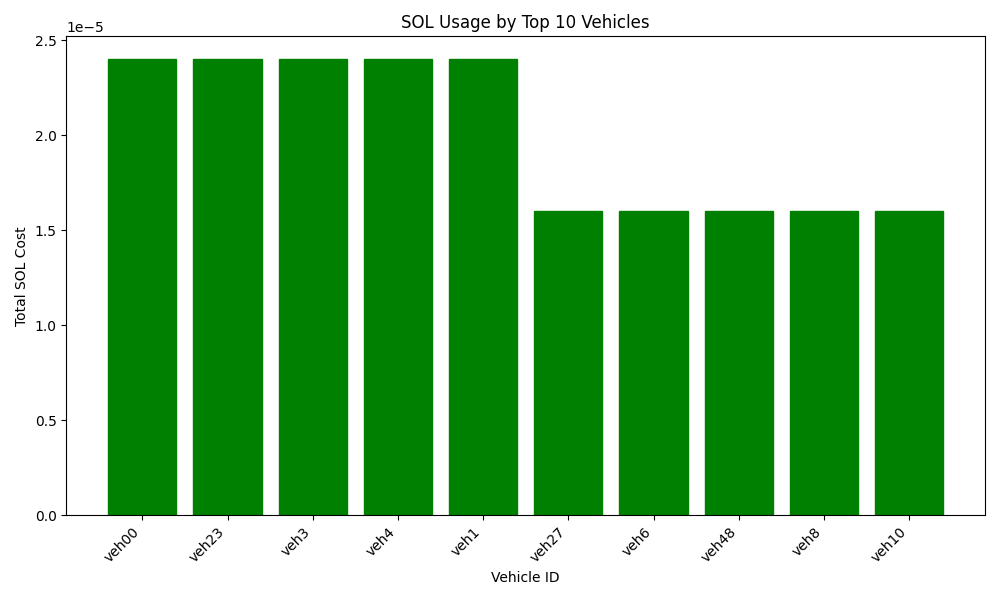 SOL Usage by Top 10 Vehicles
1e−5
2.5
2.0
1.5
1.0
0.5
0.0
Total SOL Cost
veh00 veh23 veh3 veh4 veh1 veh27 veh6 veh48 veh8 veh10
Vehicle ID